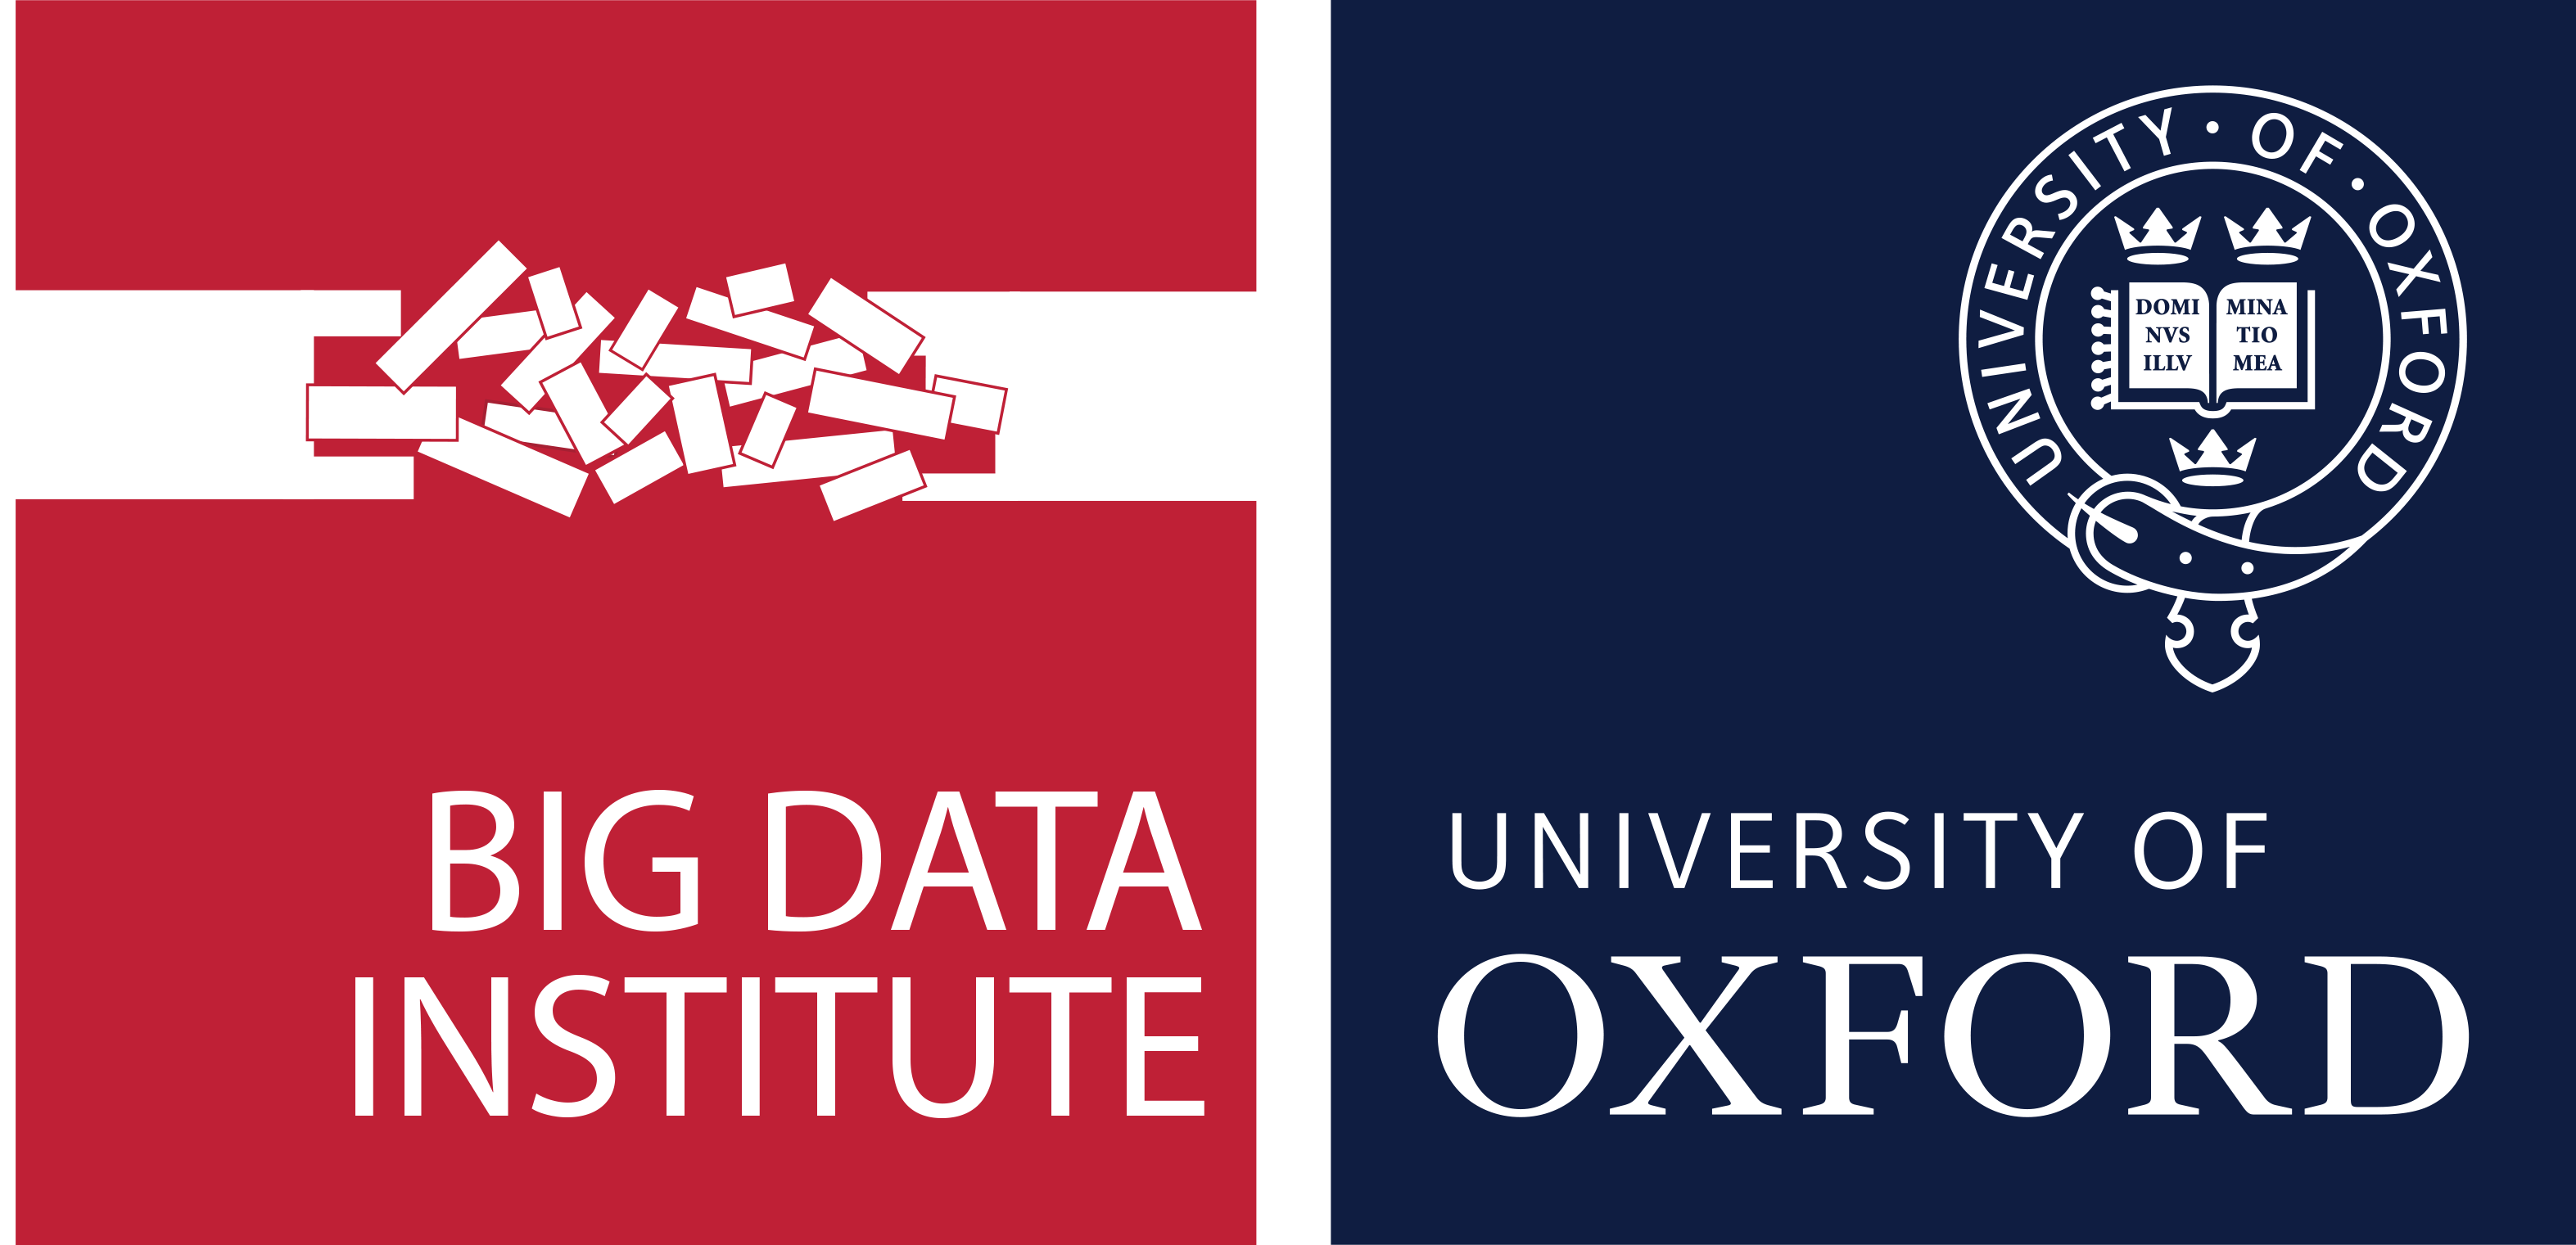 BIG DATA
INSTITUTE
UNIVERSITY · OF · OXFORD
DOMI
NVS
ILLV
MINA
TIO
MEA
UNIVERSITY OF
OXFORD